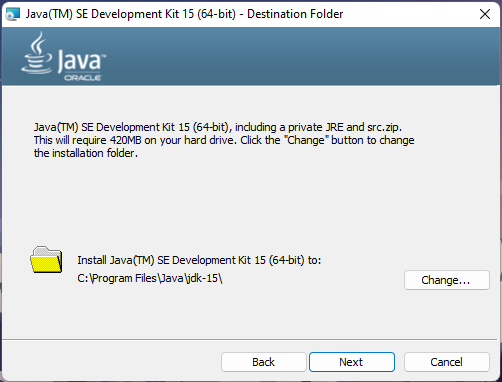 Java(TM) SE Development Kit 15 (64-bit) - Destination Folder
Java™
ORACLE
Java(TM) SE Development Kit 15 (64-bit), including a private JRE and src.zip.
This will require 420MB on your hard drive. Click the "Change" button to change
the installation folder.
Install Java(TM) SE Development Kit 15 (64-bit) to:
C:\Program Files\Java\jdk-15\
Change...
Back
Next
Cancel